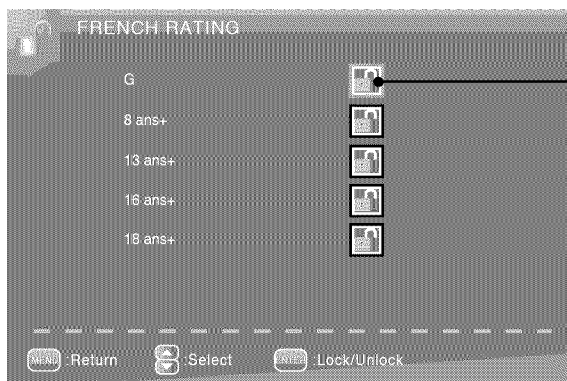 FRENCH RATING
G
8 ans+
13 ans+
16 ans+
18 ans+
MENU :Return :Select ENTER :Lock/Unlock